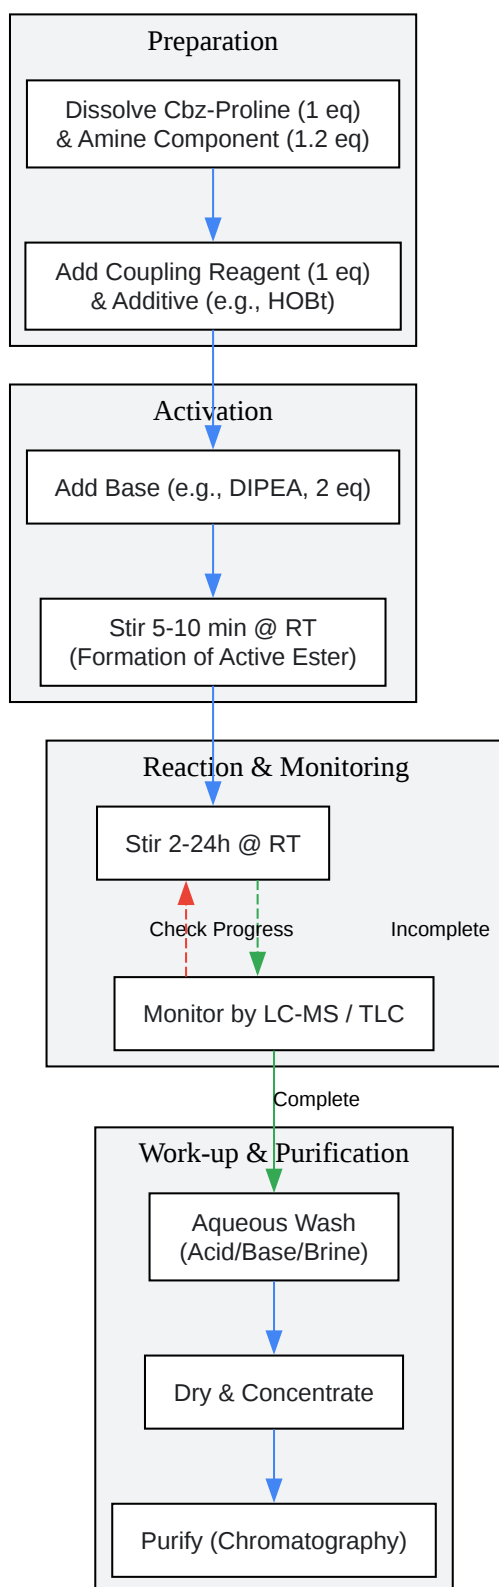 Preparation
Dissolve Cbz-Proline (1 eq)
& Amine Component (1.2 eq)
Add Coupling Reagent (1 eq)
& Additive (e.g., HOBt)
Activation
Add Base (e.g., DIPEA, 2 eq)
Stir 5-10 min @ RT
(Formation of Active Ester)
Reaction & Monitoring
Stir 2-24h @ RT
Check Progress
Incomplete
Monitor by LC-MS / TLC
Complete
Work-up & Purification
Aqueous Wash
(Acid/Base/Brine)
Dry & Concentrate
Purify (Chromatography)